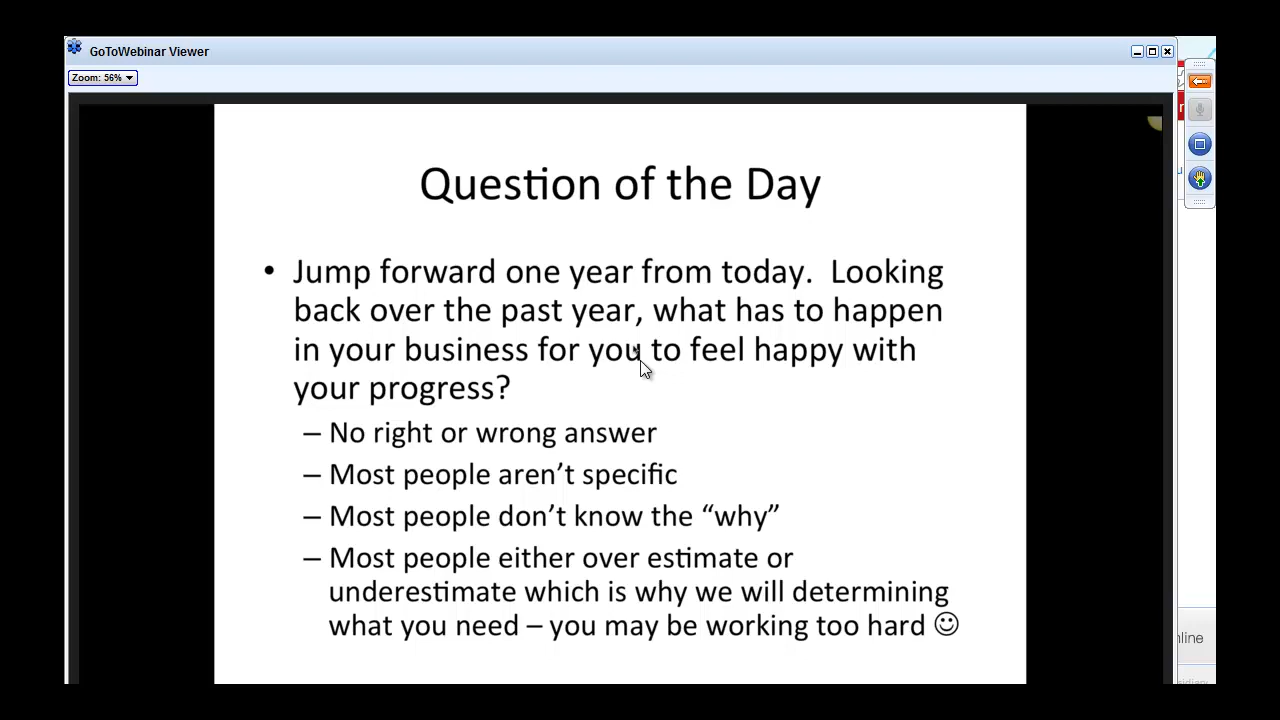 GoToWebinar Viewer
Zoom: 56%
Question of the Day
• Jump forward one year from today. Looking
back over the past year, what has to happen
in your business for you to feel happy with
your progress?
– No right or wrong answer
– Most people aren't specific
– Most people don't know the “why”
– Most people either over estimate or
underestimate which is why we will determining
what you need – you may be working too hard ☺
nline